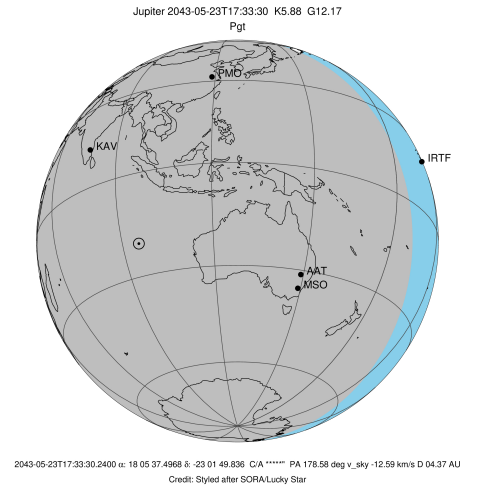 Jupiter 2043-05-23T17:33:30 K5.88 G12.17
Pgt
PMO
KAV
IRTF
AAT
MSO
2043-05-23T17:33:30.2400 α: 18 05 37.4968 δ: -23 01 49.836 C/A *****" PA 178.58 deg v_sky -12.59 km/s D 04.37 AU
Credit: Styled after SORA/Lucky Star